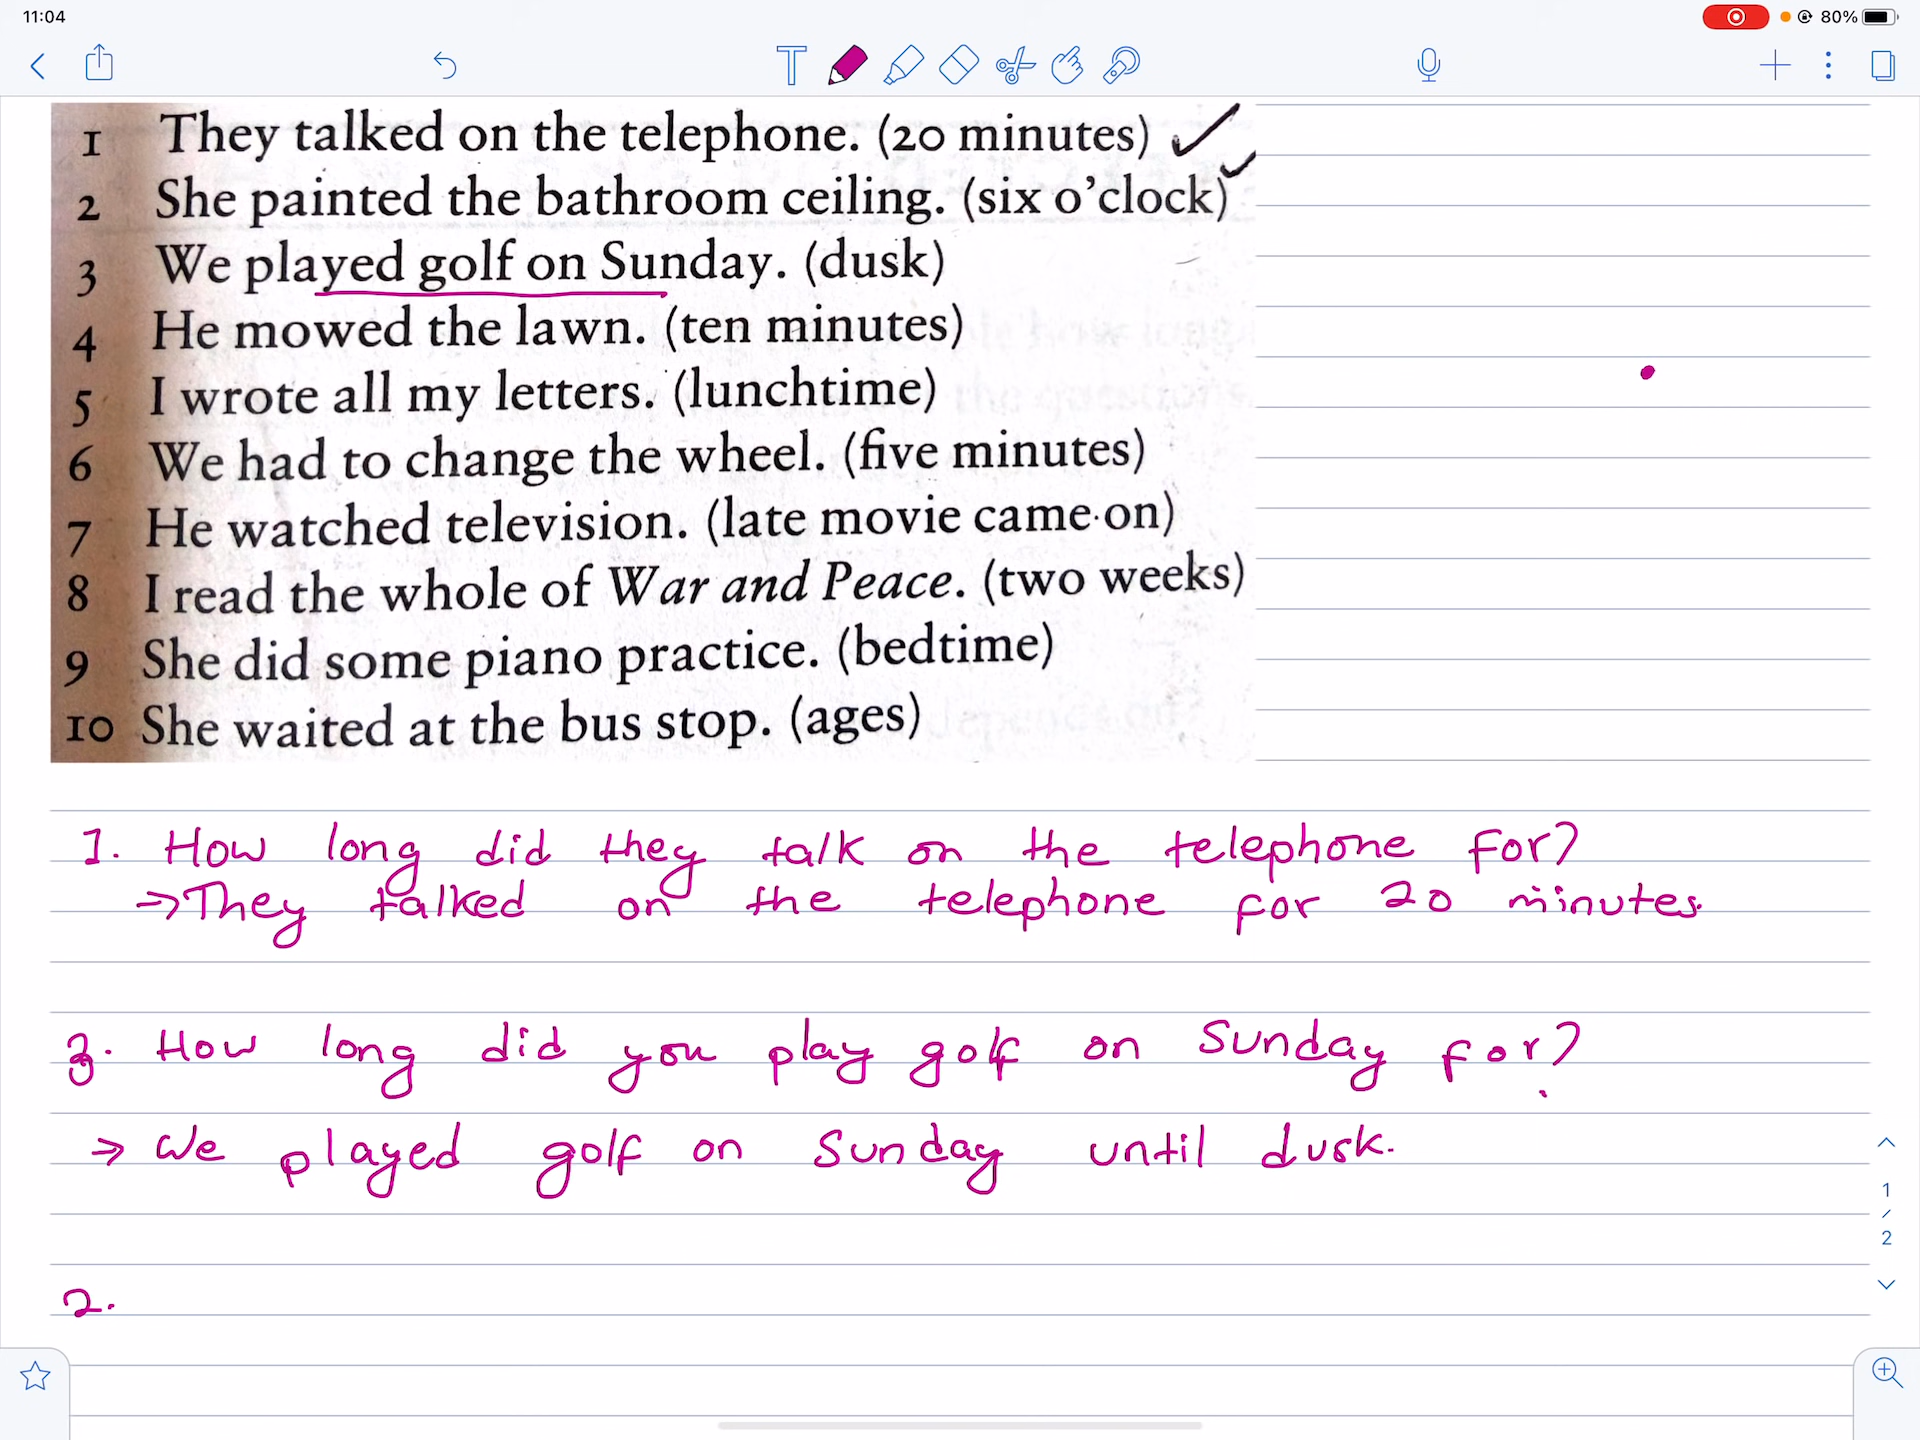 11:04
80%
1 They talked on the telephone. (20 minutes)
2 She painted the bathroom ceiling. (six o'clock)
3 We played golf on Sunday. (dusk)
4 He mowed the lawn. (ten minutes)
5 I wrote all my letters. (lunchtime)
6 We had to change the wheel. (five minutes)
7 He watched television. (late movie came on)
8 I read the whole of War and Peace. (two weeks)
9 She did some piano practice. (bedtime)
10 She waited at the bus stop. (ages)
1. How long did they talk on the telephone for?
→ They talked on the telephone for 20 minutes.
3. How long did you play golf on Sunday for?
→ We played golf on Sunday until dusk.
2.
1
/
2